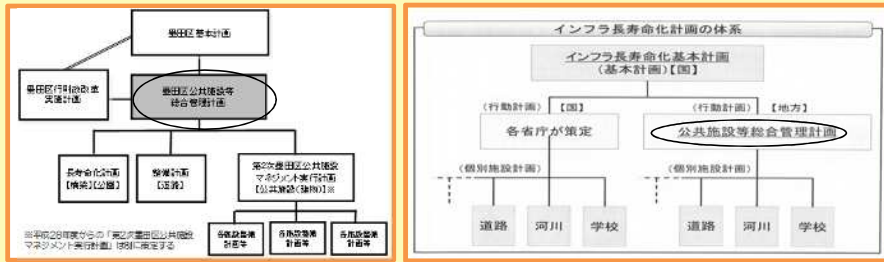 墨田区基本計画
墨田区行財政改革
実施計画
墨田区公共施設等
総合管理計画
長寿命化計画
【橋梁】【公園】
整備計画
【道路】
第2次墨田区公共施設
マネジメント実行計画
【公共施設（建物）】※
※平成28年度からの「第2次墨田区公共施設
マネジメント実行計画」は別に策定する
各施設整備
計画等
各施設整備
計画等
各施設整備
計画等
インフラ長寿命化計画の体系
インフラ長寿命化基本計画
(基本計画)【国】
(行動計画) 【国】
各省庁が策定
(行動計画) 【地方】
公共施設等総合管理計画
(個別施設計画)
道路
河川
学校
(個別施設計画)
道路
河川
学校